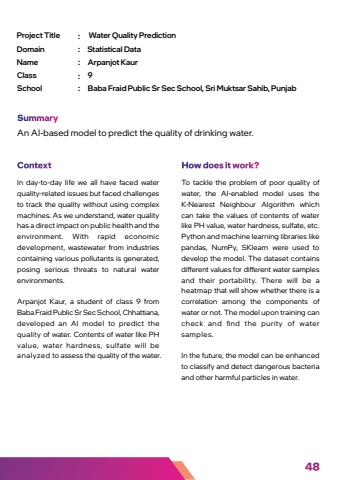 Project Title : Water Quality Prediction
Domain : Statistical Data
Name : Arpanjot Kaur
Class : 9
School : Baba Fraid Public Sr Sec School, Sri Muktsar Sahib, Punjab
Summary
An AI-based model to predict the quality of drinking water.
Context
In day-to-day life we all have faced water
quality-related issues but faced challenges
to track the quality without using complex
machines. As we understand, water quality
has a direct impact on public health and the
environment. With rapid economic
development, wastewater from industries
containing various pollutants is generated,
posing serious threats to natural water
environments.
Arpanjot Kaur, a student of class 9 from
Baba Fraid Public Sr Sec School, Chhattiana,
developed an AI model to predict the
quality of water. Contents of water like PH
value, water hardness, sulfate will be
analyzed to assess the quality of the water.
How does it work?
To tackle the problem of poor quality of
water, the AI-enabled model uses the
K-Nearest Neighbour Algorithm which
can take the values of contents of water
like PH value, water hardness, sulfate, etc.
Python and machine learning libraries like
pandas, NumPy, SKlearn were used to
develop the model. The dataset contains
different values for different water samples
and their portability. There will be a
heatmap that will show whether there is a
correlation among the components of
water or not. The model upon training can
check and find the purity of water
samples.
In the future, the model can be enhanced
to classify and detect dangerous bacteria
and other harmful particles in water.
48